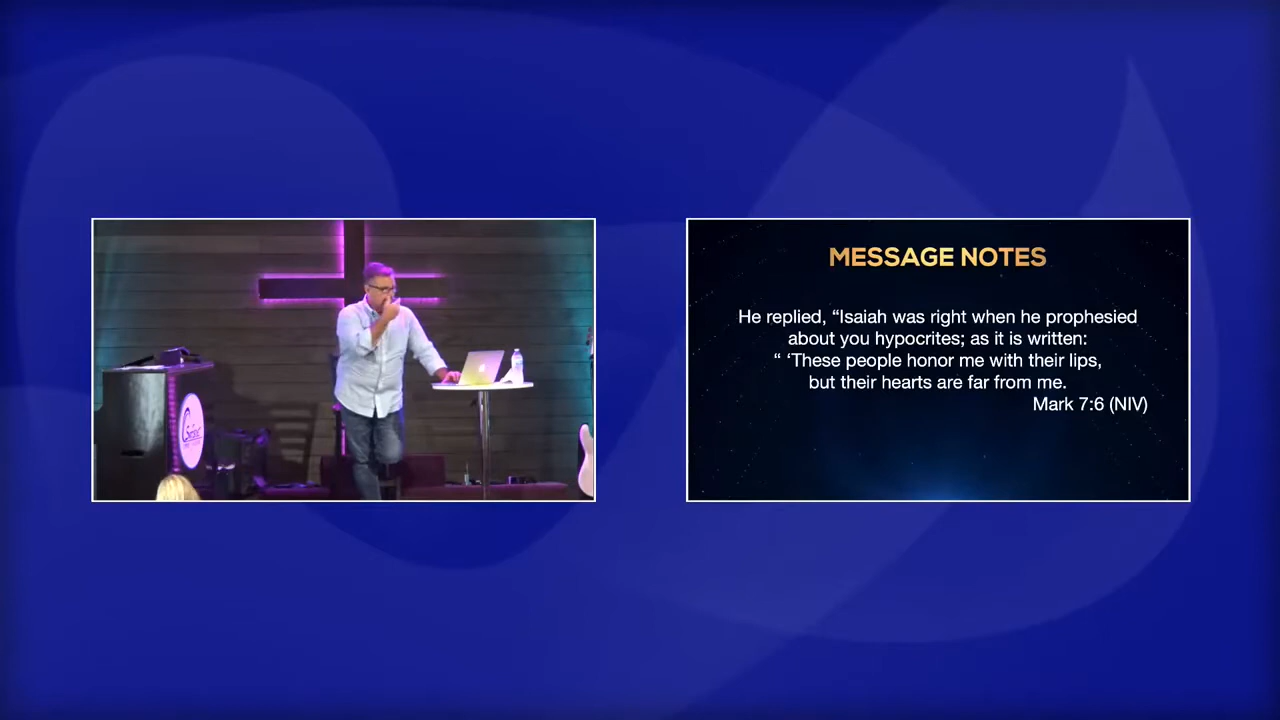 MESSAGE NOTES
He replied, “Isaiah was right when he prophesied
about you hypocrites; as it is written:
“ ‘These people honor me with their lips,
but their hearts are far from me.
Mark 7:6 (NIV)